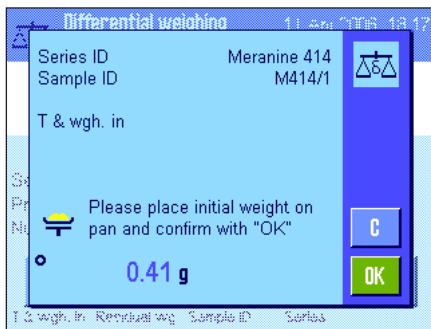 Differential weighing
Series ID Meranine 414
Sample ID M414/1
T & wgh. in
Please place initial weight on
pan and confirm with "OK"
C
0.41 g
OK
T & wgh. in Residual wg Sample ID Series